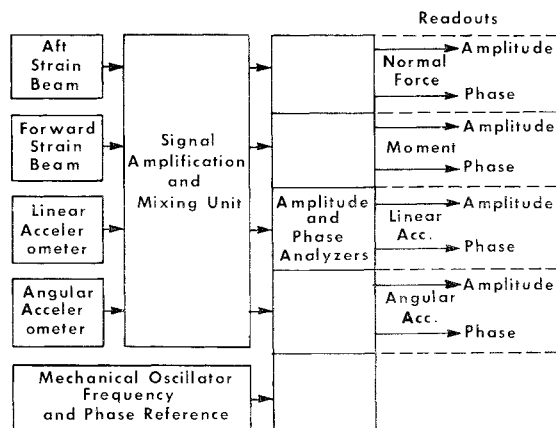 Readouts
Aft
Strain
Beam
Forward
Strain
Beam
Linear
Acceler
ometer
Angular
Acceler
ometer
Signal
Amplification
and
Mixing Unit
Mechanical Oscillator
Frequency
and Phase Reference
Amplitude
and
Phase
Analyzers
Amplitude
Normal
Force
Phase
Amplitude
Moment
Phase
Amplitude
Linear
Acc.
Phase
Amplitude
Angular
Acc.
Phase